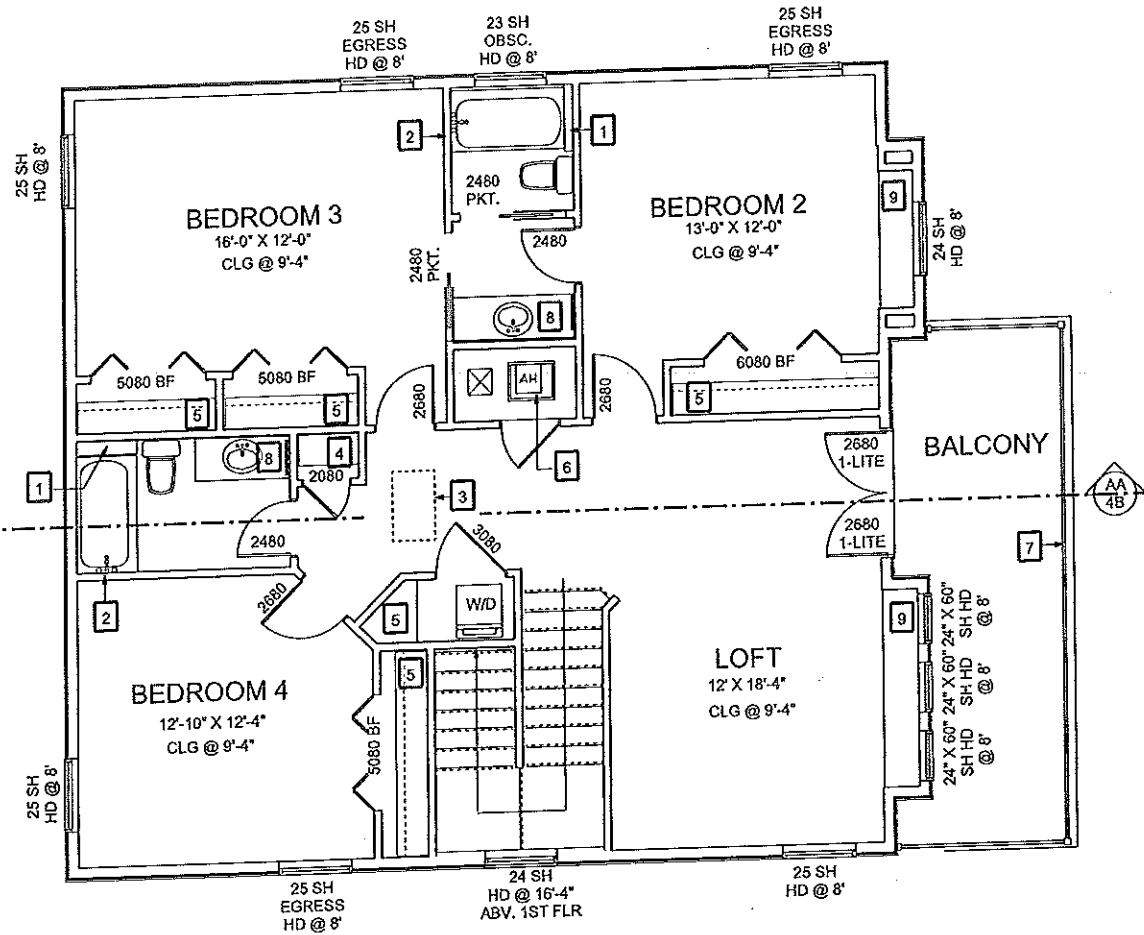 25 SH
EGRESS
HD @ 8'
23 SH
OBSC.
HD @ 8'
25 SH
EGRESS
HD @ 8'
25 SH
HD @ 8'
2
1
2480
PKT.
BEDROOM 3
16'-0" X 12'-0"
CLG @ 9'-4"
BEDROOM 2
13'-0" X 12'-0"
CLG @ 9'-4"
9
24 SH
HD @ 8'
2480
PKT.
2480
8
5080 BF
5080 BF
5
5
2680
AH
2680
6080 BF
5
6
1
8
4
2080
3
2480
2680
1-LITE
2680
1-LITE
BALCONY
AA
4B
7
2
2680
3080
5
W/D
5
BEDROOM 4
12'-10" X 12'-4"
CLG @ 9'-4"
5080 BF
LOFT
12' X 18'-4"
CLG @ 9'-4"
9
24" X 60"
SH HD
@ 8'
24" X 60"
SH HD
@ 8'
24" X 60"
SH HD
@ 8'
25 SH
HD @ 8'
25 SH
EGRESS
HD @ 8'
24 SH
HD @ 16'-4"
ABV. 1ST FLR
25 SH
HD @ 8'